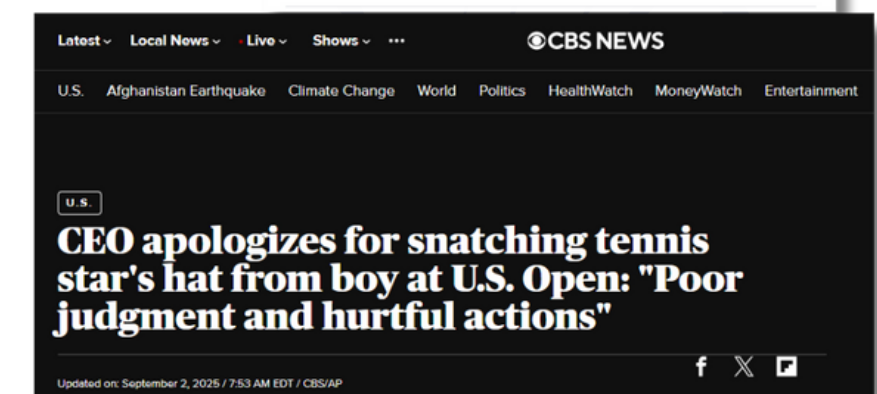 Latest Local News Live Shows ...
CBS NEWS
U.S. Afghanistan Earthquake Climate Change World Politics HealthWatch MoneyWatch Entertainment
U.S.
CEO apologizes for snatching tennis
star's hat from boy at U.S. Open: "Poor
judgment and hurtful actions"
f X
Updated on: September 2, 2025 / 7:53 AM EDT / CBS/AP